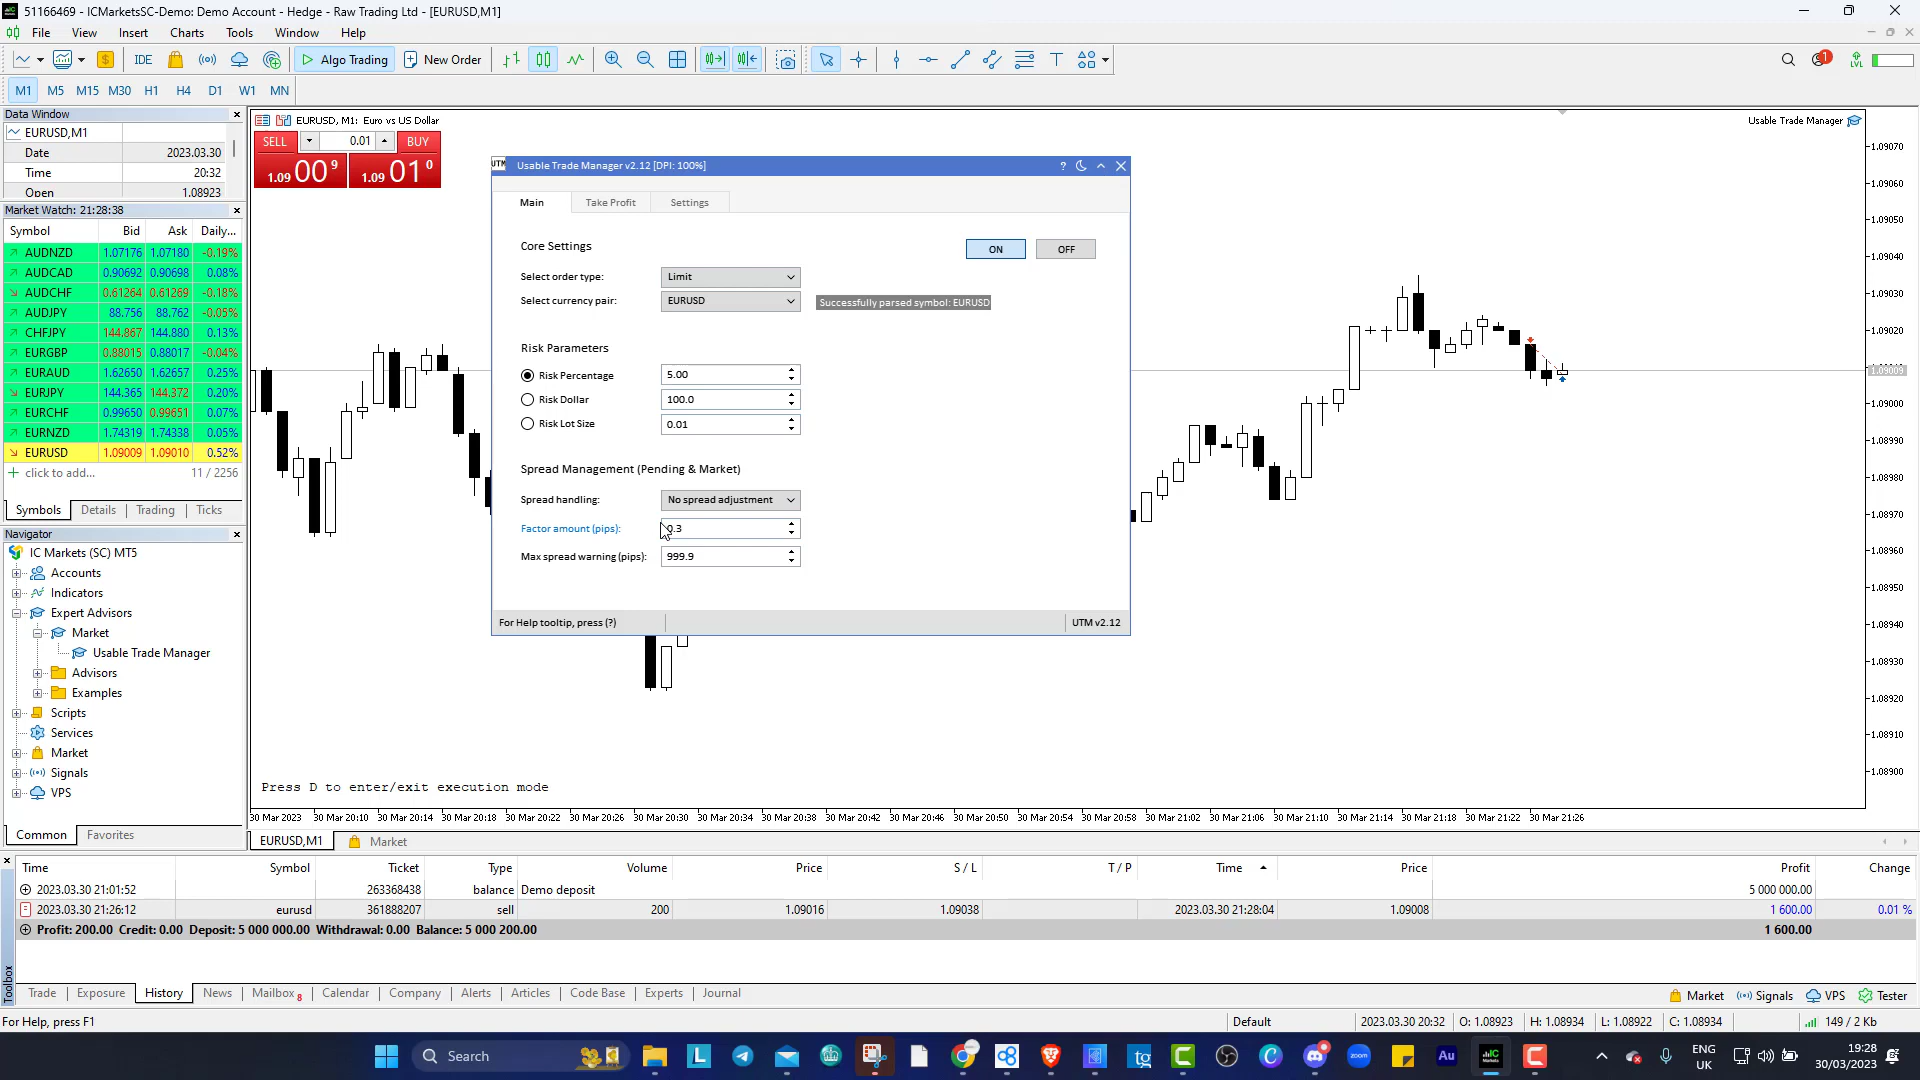 51166469 - ICMarketsSC-Demo: Demo Account - Hedge - Raw Trading Ltd - [EURUSD,M1]
File View Insert Charts Tools Window Help
IDE Algo Trading New Order LVL 1
M1 M5 M15 M30 H1 H4 D1 W1 MN
Data Window
EURUSD,M1
Date 2023.03.30
Time 20:32
Open 1.08923
Market Watch: 21:28:38
Symbol Bid Ask Daily...
AUDNZD 1.07176 1.07180 -0.19%
AUDCAD 0.90692 0.90698 0.08%
AUDCHF 0.61264 0.61269 -0.18%
AUDJPY 88.756 88.762 -0.05%
CHFJPY 144.867 144.880 0.13%
EURGBP 0.88015 0.88017 -0.04%
EURAUD 1.62650 1.62657 0.25%
EURJPY 144.365 144.372 0.20%
EURCHF 0.99650 0.99651 0.07%
EURNZD 1.74319 1.74338 0.05%
EURUSD 1.09009 1.09010 0.52%
click to add... 11 / 2256
Symbols Details Trading Ticks
Navigator
IC Markets (SC) MT5
Accounts
Indicators
Expert Advisors
Market
Usable Trade Manager
Advisors
Examples
Scripts
Services
Market
Signals
VPS
Common Favorites
EURUSD, M1: Euro vs US Dollar
Usable Trade Manager
SELL 0.01 BUY
1.09 00 9 1.09 01 0
UTM Usable Trade Manager v2.12 [DPI: 100%] ?
Main Take Profit Settings
Core Settings ON OFF
Select order type: Limit
Select currency pair: EURUSD Successfully parsed symbol: EURUSD
Risk Parameters
Risk Percentage 5.00
Risk Dollar 100.0
Risk Lot Size 0.01
Spread Management (Pending & Market)
Spread handling: No spread adjustment
Factor amount (pips): 0.3
Max spread warning (pips): 999.9
For Help tooltip, press (?) UTM v2.12
1.09070
1.09060
1.09050
1.09040
1.09030
1.09020
1.09009
1.09000
1.08990
1.08980
1.08970
1.08960
1.08950
1.08940
1.08930
1.08920
1.08910
1.08900
Press D to enter/exit execution mode
30 Mar 2023 30 Mar 20:10 30 Mar 20:14 30 Mar 20:18 30 Mar 20:22 30 Mar 20:26 30 Mar 20:30 30 Mar 20:34 30 Mar 20:38 30 Mar 20:42 30 Mar 20:46 30 Mar 20:50 30 Mar 20:54 30 Mar 20:58 30 Mar 21:02 30 Mar 21:06 30 Mar 21:10 30 Mar 21:14 30 Mar 21:18 30 Mar 21:22 30 Mar 21:26
EURUSD,M1 Market
Time Symbol Ticket Type Volume Price S / L T / P Time Price Profit Change
2023.03.30 21:01:52 263368438 balance Demo deposit 5 000 000.00
2023.03.30 21:26:12 eurusd 361888207 sell 200 1.09016 1.09038 2023.03.30 21:28:04 1.09008 1 600.00 0.01 %
Profit: 200.00 Credit: 0.00 Deposit: 5 000 000.00 Withdrawal: 0.00 Balance: 5 000 200.00 1 600.00
Toolbox
Trade Exposure History News Mailbox 8 Calendar Company Alerts Articles Code Base Experts Journal Market Signals VPS Tester
For Help, press F1 Default 2023.03.30 20:32 O: 1.08923 H: 1.08934 L: 1.08922 C: 1.08934 149 / 2 Kb
Search L tg C zoom Au ENG UK 19:28 30/03/2023